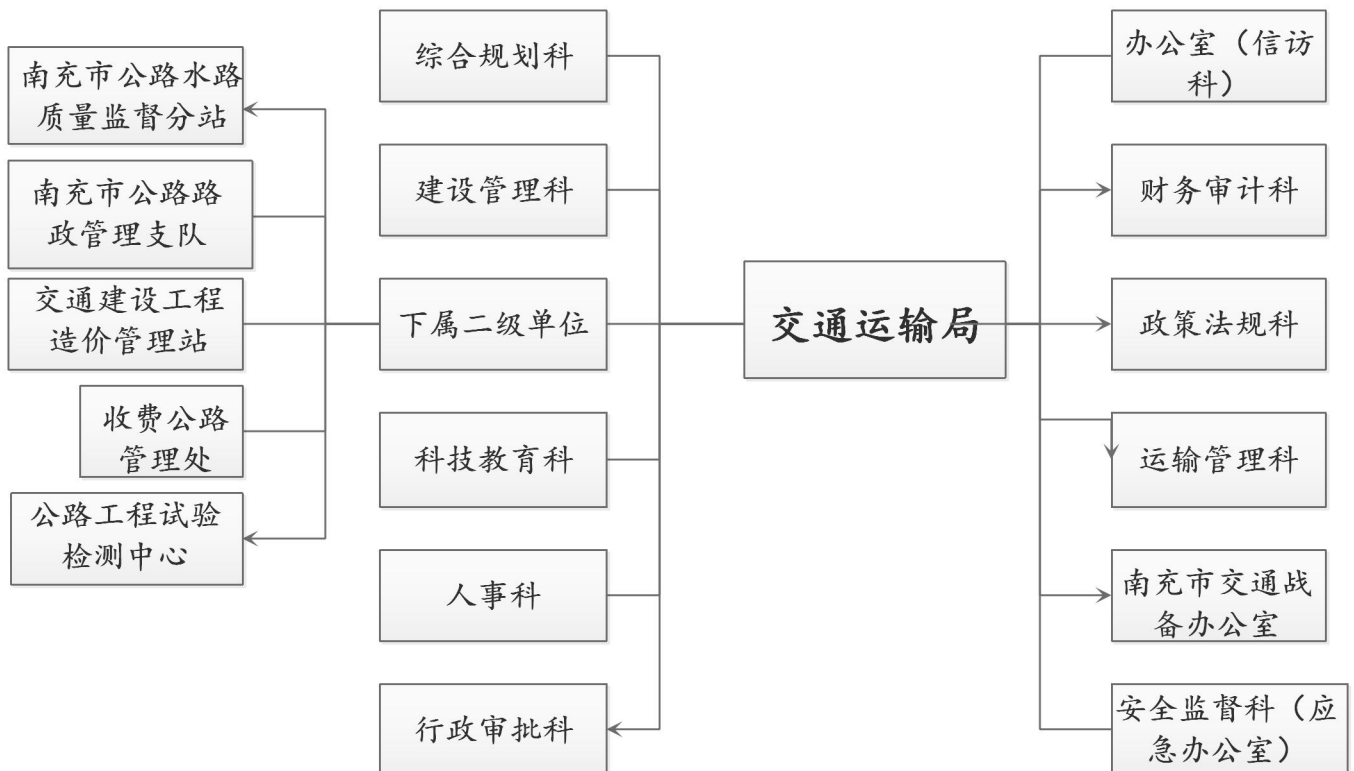 南充市公路水路
质量监督分站
南充市公路路
政管理支队
交通建设工程
造价管理站
收费公路
管理处
公路工程试验
检测中心
综合规划科
建设管理科
下属二级单位
科技教育科
人事科
行政审批科
交通运输局
办公室（信访
科）
财务审计科
政策法规科
运输管理科
南充市交通战
备办公室
安全监督科（应
急办公室）